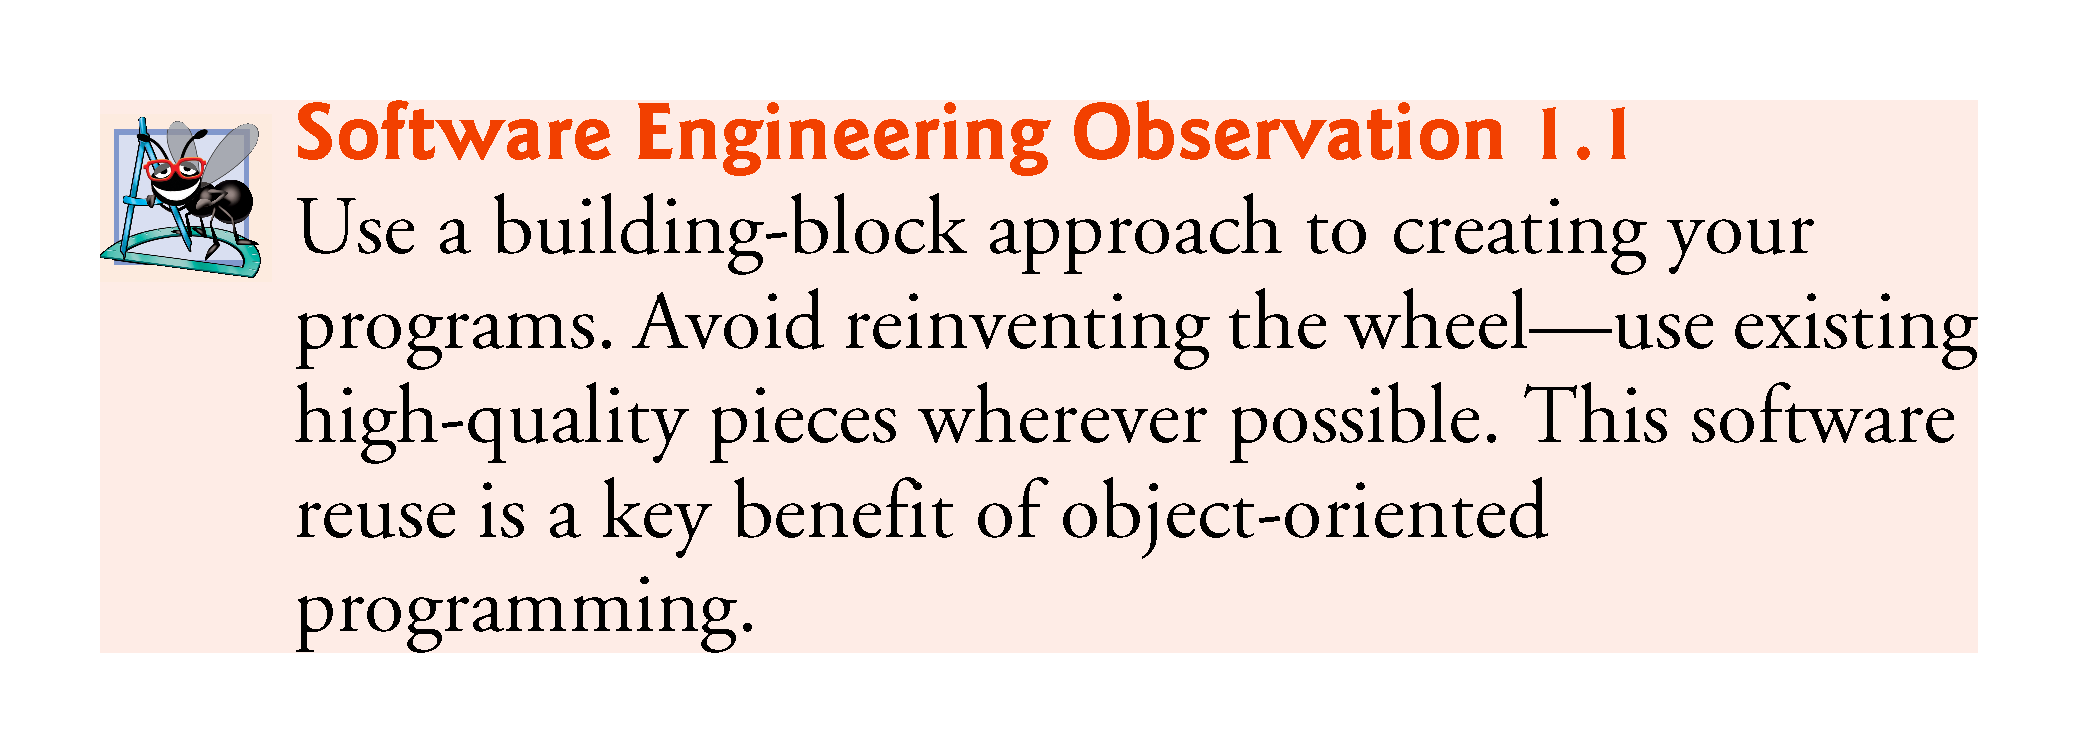 Software Engineering Observation 1.1
Use a building-block approach to creating your
programs. Avoid reinventing the wheel—use existing
high-quality pieces wherever possible. This software
reuse is a key benefit of object-oriented
programming.